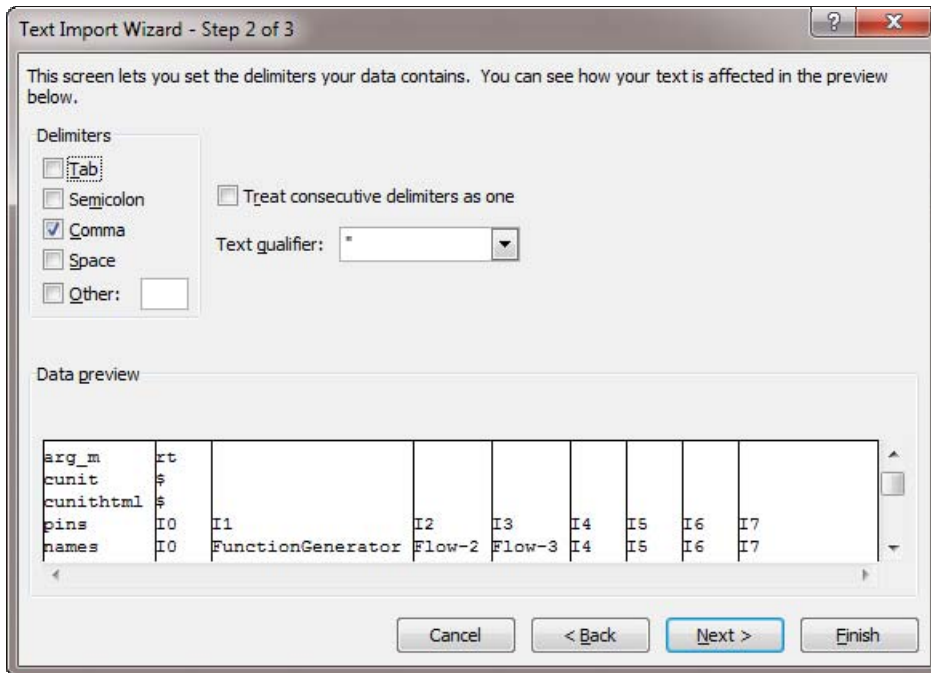 Text Import Wizard - Step 2 of 3
This screen lets you set the delimiters your data contains.  You can see how your text is affected in the preview
below.
Delimiters
Tab
Semicolon
Comma
Space
Other:
Treat consecutive delimiters as one
Text qualifier: "
Data preview
arg_m rt
cunit $
cunithtml $
pins I0 I1 I2 I3 I4 I5 I6 I7
names I0 FunctionGenerator Flow-2 Flow-3 I4 I5 I6 I7
Cancel < Back Next > Finish